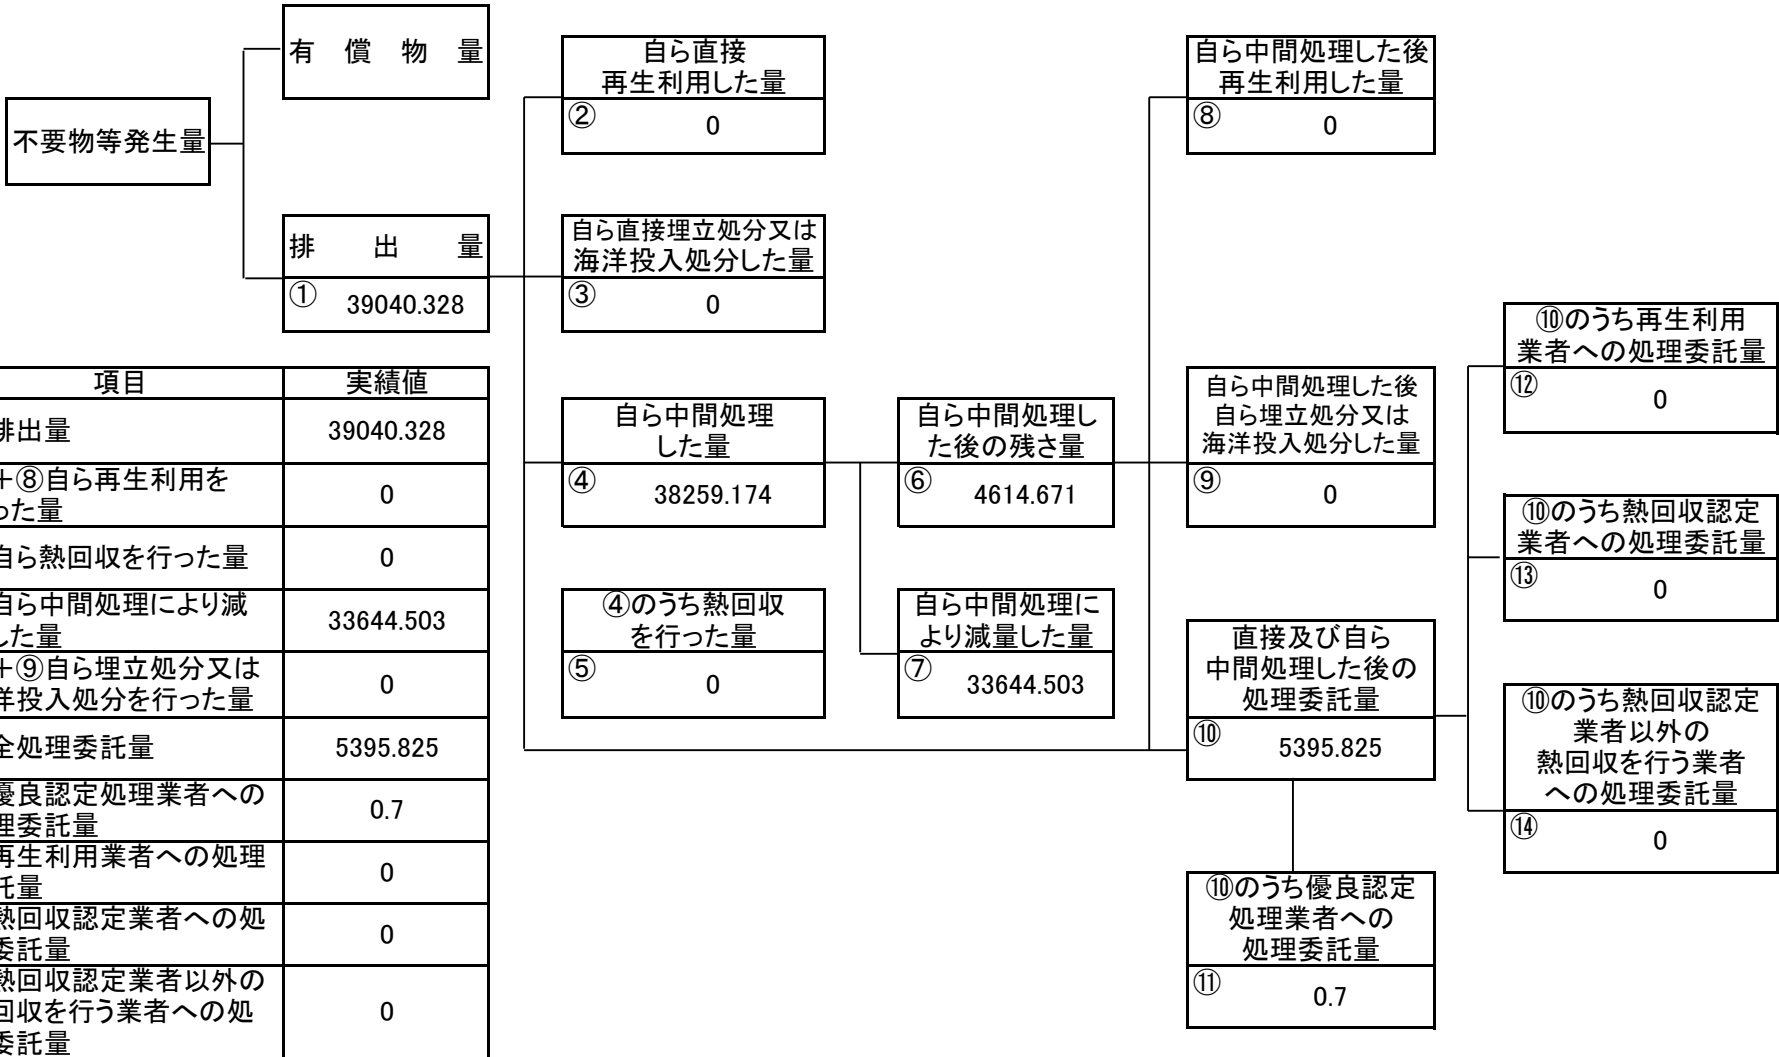 有償物量
不要物等発生量
排出量
①
39040.328
自ら直接
再生利用した量
②
0
自ら直接埋立処分又は
海洋投入処分した量
③
0
自ら中間処理
した量
④
38259.174
④のうち熱回収
を行った量
⑤
0
自ら中間処理し
た後の残さ量
⑥
4614.671
自ら中間処理に
より減量した量
⑦
33644.503
自ら中間処理した後
再生利用した量
⑧
0
自ら中間処理した後
自ら埋立処分又は
海洋投入処分した量
⑨
0
直接及び自ら
中間処理した後の
処理委託量
⑩
5395.825
⑩のうち優良認定
処理業者への
処理委託量
⑪
0.7
⑩のうち再生利用
業者への処理委託量
⑫
0
⑩のうち熱回収認定
業者への処理委託量
⑬
0
⑩のうち熱回収認定
業者以外の
熱回収を行う業者
への処理委託量
⑭
0
項目
実績値
排出量
39040.328
+⑧自ら再生利用を
った量
0
自ら熱回収を行った量
0
自ら中間処理により減
した量
33644.503
+⑨自ら埋立処分又は
洋投入処分を行った量
0
全処理委託量
5395.825
優良認定処理業者への
理委託量
0.7
再生利用業者への処理
託量
0
熱回収認定業者への処
委託量
0
熱回収認定業者以外の
回収を行う業者への処
委託量
0